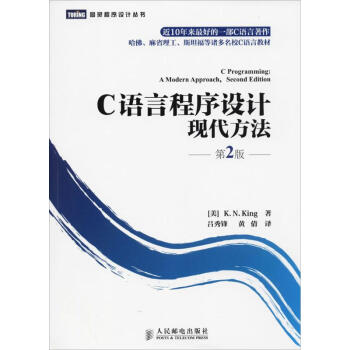 TURING 图灵程序设计丛书
近10年来最好的一部C语言著作
哈佛、麻省理工、斯坦福等诸多名校C语言教材
C Programming:
A Modern Approach, Second Edition
C语言程序设计
现代方法
第2版
[美] K. N. King 著
吕秀锋 黄倩 译
人民邮电出版社
POSTS & TELECOM PRESS